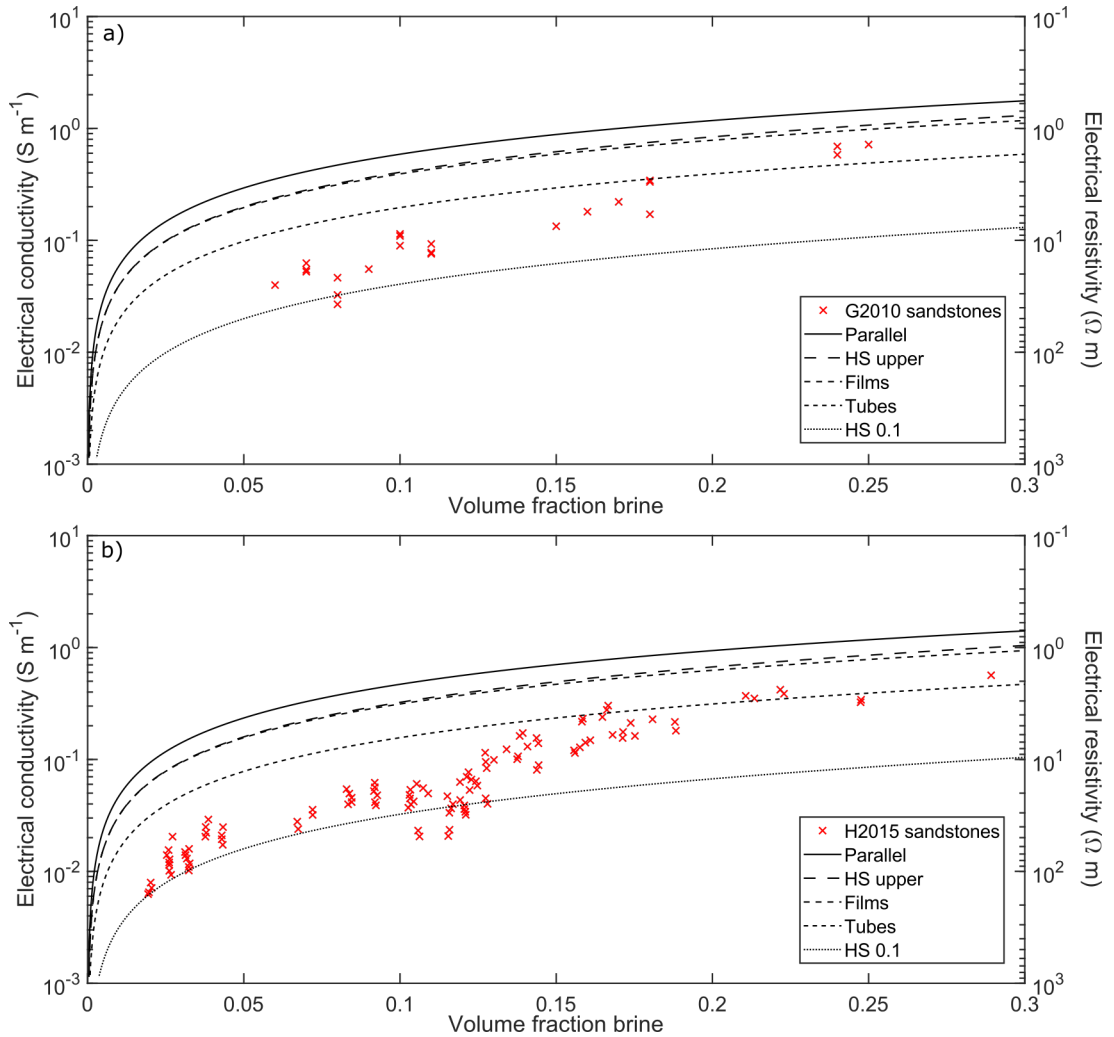 a)
10^1
10^0
10^-1
10^-2
10^-3
Electrical conductivity (S m^-1)
10^-1
10^0
10^1
10^2
10^3
Electrical resistivity (Ω m)
G2010 sandstones
Parallel
HS upper
Films
Tubes
HS 0.1
0 0.05 0.1 0.15 0.2 0.25 0.3
Volume fraction brine
b)
10^1
10^0
10^-1
10^-2
10^-3
Electrical conductivity (S m^-1)
10^-1
10^0
10^1
10^2
10^3
Electrical resistivity (Ω m)
H2015 sandstones
Parallel
HS upper
Films
Tubes
HS 0.1
0 0.05 0.1 0.15 0.2 0.25 0.3
Volume fraction brine